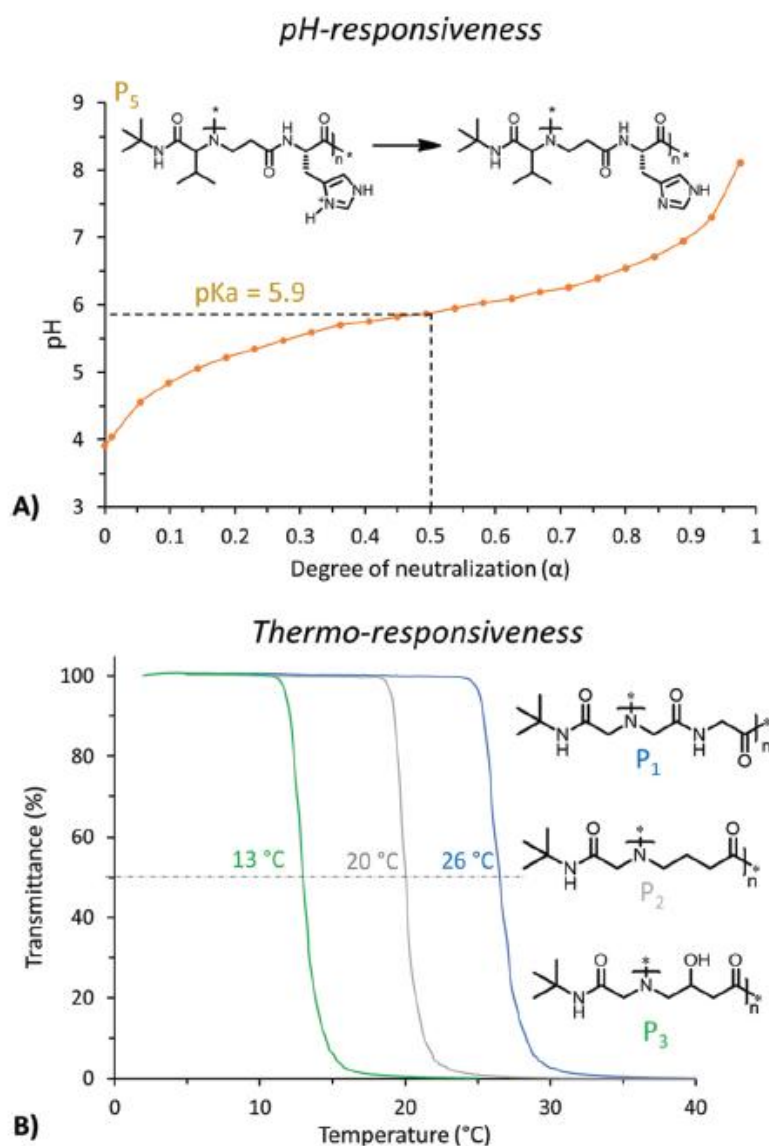 pH-responsiveness
P5
9
8
7
6
5
4
3
pH
pKa = 5.9
O
*
N
H
N
O
N
H
O
n*
N
H
+
NH
O
*
N
H
N
O
N
H
O
n*
N
NH
0 0.1 0.2 0.3 0.4 0.5 0.6 0.7 0.8 0.9 1
Degree of neutralization (α)
A)
Thermo-responsiveness
100
80
60
40
20
0
Transmittance (%)
13 °C 20 °C 26 °C
O
*
N
H
N
O
N
H
O
*
n
P1
O
*
N
H
N
O
n*
P2
O
*
OH
O
N
H
N
n*
P3
0 10 20 30 40
Temperature (°C)
B)